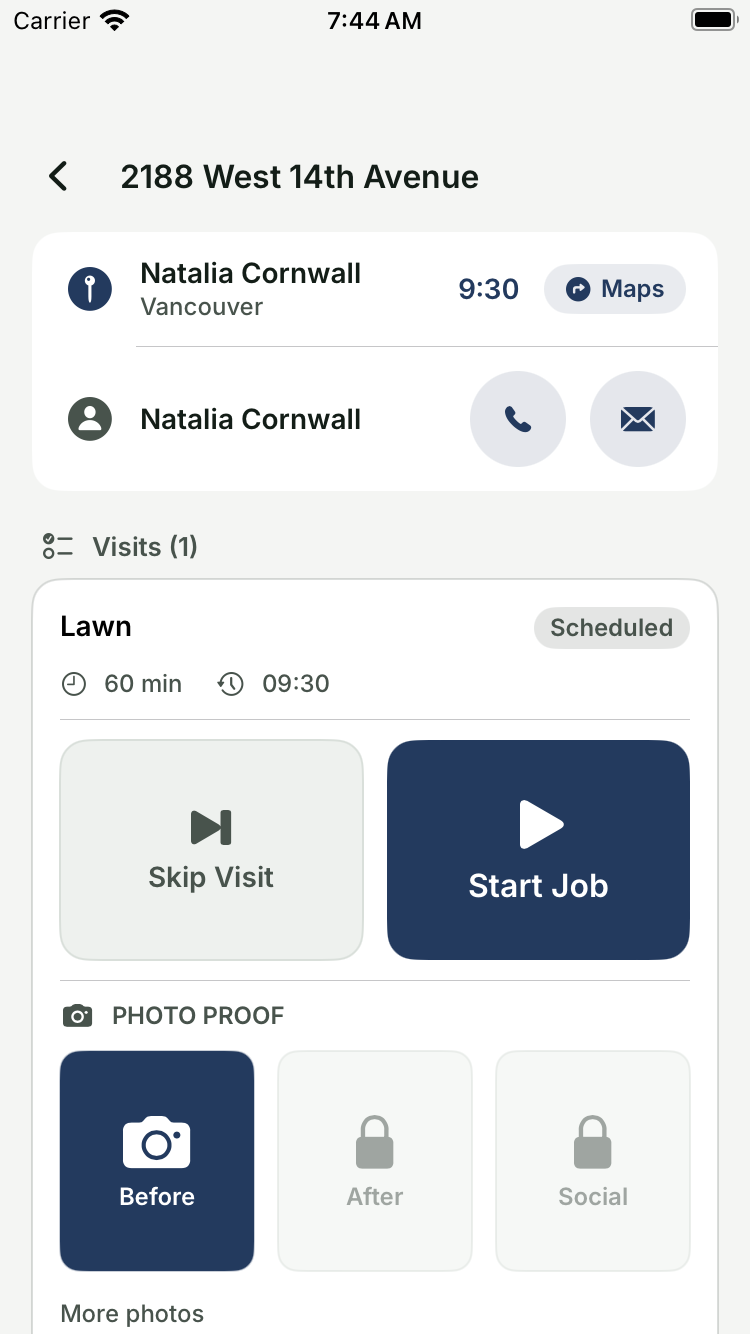 Carrier 7:44 AM
2188 West 14th Avenue
Natalia Cornwall
Vancouver
9:30
Maps
Natalia Cornwall
Visits (1)
Lawn
Scheduled
60 min 09:30
Skip Visit
Start Job
PHOTO PROOF
Before
After
Social
More photos